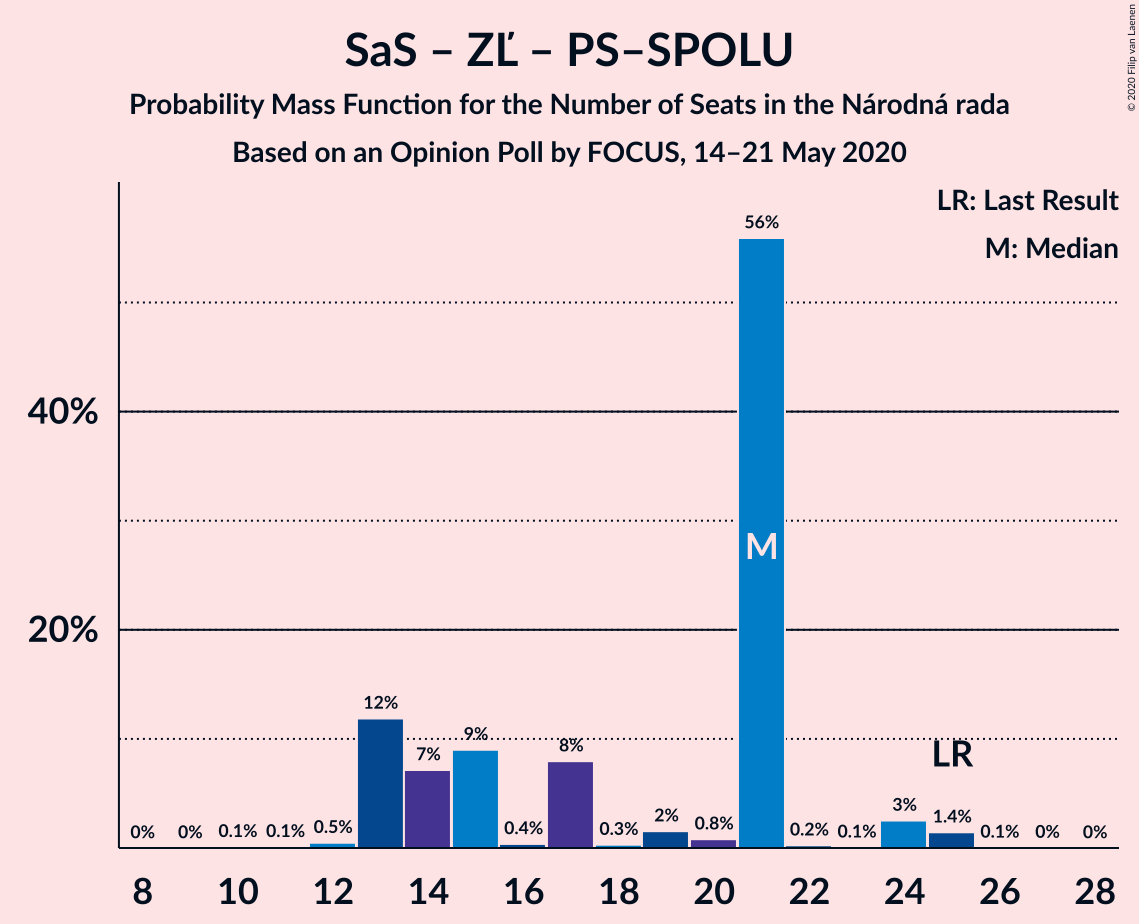 SaS – ZĽ – PS–SPOLU
Probability Mass Function for the Number of Seats in the Národná rada
Based on an Opinion Poll by FOCUS, 14–21 May 2020
© 2020 Filip van Laenen
LR: Last Result
M: Median
56%
40%
M
20%
12%
9%
8%
7%
LR
3%
2%
1.4%
0% 0% 0.1% 0.1% 0.5% 0.4% 0.3% 0.8% 0.2% 0.1% 0.1% 0% 0%
8 10 12 14 16 18 20 22 24 26 28